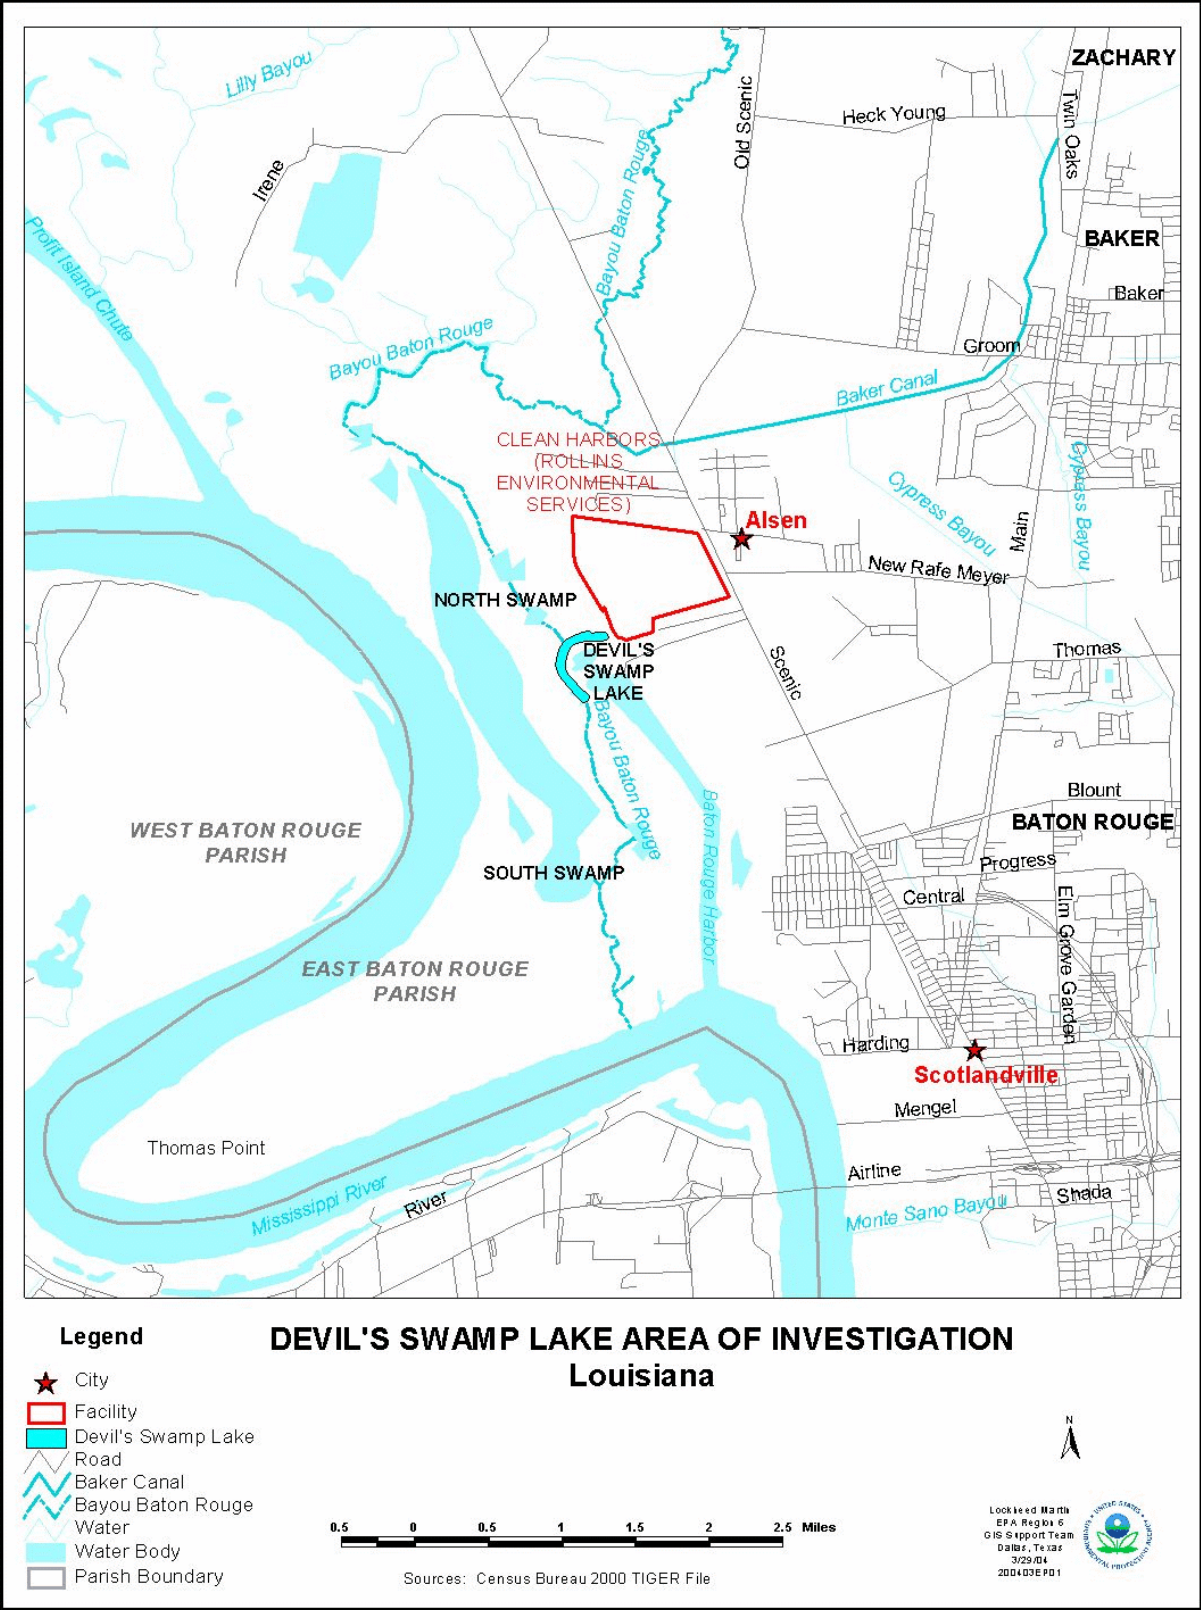 ZACHARY
Lilly Bayou
Old Scenic
Heck Young
Twin Oaks
Irene
Bayou Baton Rouge
Profit Island Chute
BAKER
Baker
Bayou Baton Rouge
Groom
Baker Canal
CLEAN HARBORS
(ROLLINS
ENVIRONMENTAL
SERVICES)
Cypress Bayou
Cypress Bayou
Alsen
Main
New Rafe Meyer
NORTH SWAMP
DEVIL'S
SWAMP
LAKE
Scenic
Thomas
Bayou Baton Rouge
Baton Rouge Harbor
Blount
BATON ROUGE
WEST BATON ROUGE
PARISH
Progress
SOUTH SWAMP
Central
Elm Grove Garden
EAST BATON ROUGE
PARISH
Harding
Scotlandville
Mengel
Thomas Point
Airline
Mississippi River
River
Shada
Monte Sano Bayou
Legend
City
Facility
Devil's Swamp Lake
Road
Baker Canal
Bayou Baton Rouge
Water
Water Body
Parish Boundary
DEVIL'S SWAMP LAKE AREA OF INVESTIGATION
Louisiana
N
0.5 0 0.5 1 1.5 2 2.5 Miles
Sources: Census Bureau 2000 TIGER File
Lockheed Martin
EPA Region 6
GIS Support Team
Dallas, Texas
3/29/04
200403EP01